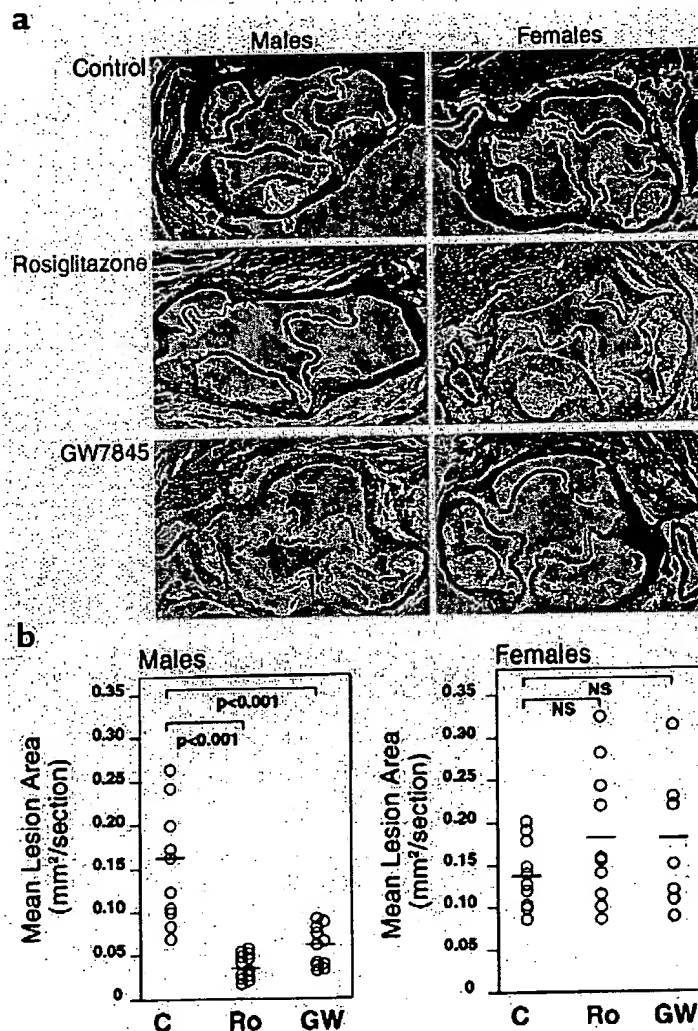 a
Males Females
Control
Rosiglitazone
GW7845
b
Males
Mean Lesion Area
(mm²/section)
0.35
0.30
0.25
0.20
0.15
0.10
0.05
0
p<0.001
p<0.001
C Ro GW
Females
Mean Lesion Area
(mm²/section)
0.35
0.30
0.25
0.20
0.15
0.10
0.05
0
NS
NS
C Ro GW